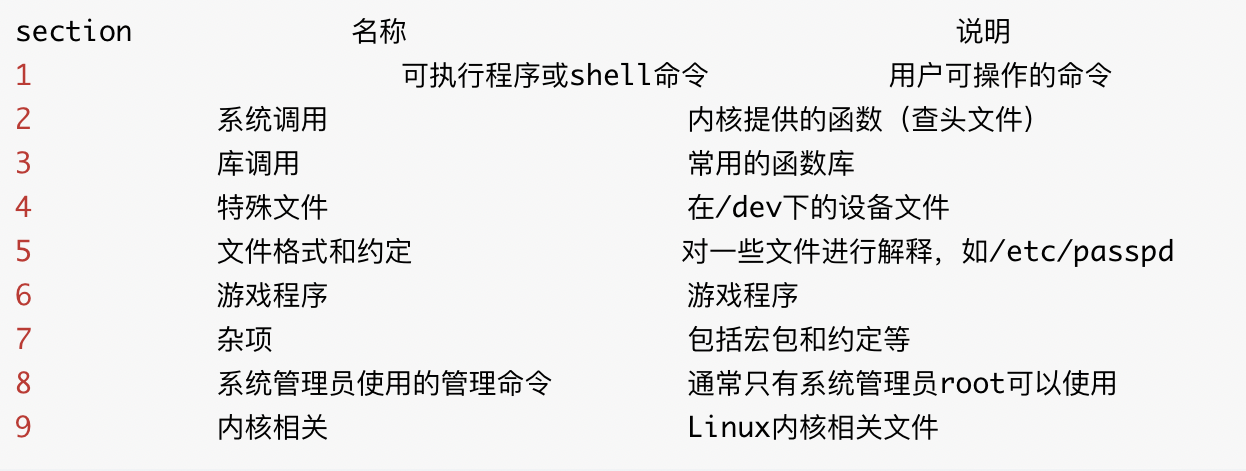 section 名称 说明
1 可执行程序或shell命令 用户可操作的命令
2 系统调用 内核提供的函数（查头文件）
3 库调用 常用的函数库
4 特殊文件 在/dev下的设备文件
5 文件格式和约定 对一些文件进行解释，如/etc/passpd
6 游戏程序 游戏程序
7 杂项 包括宏包和约定等
8 系统管理员使用的管理命令 通常只有系统管理员root可以使用
9 内核相关 Linux内核相关文件